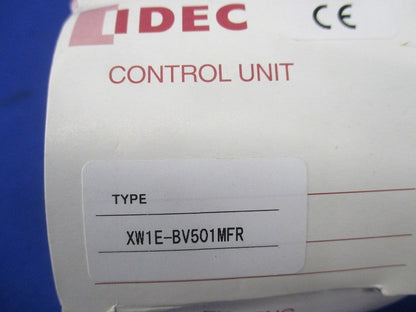 IDEC
CE
CONTROL UNIT
TYPE
XW1E-BV501MFR